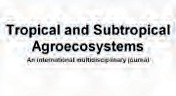 Tropical and Subtropical
Agroecosystems
An international multidisciplinary journal